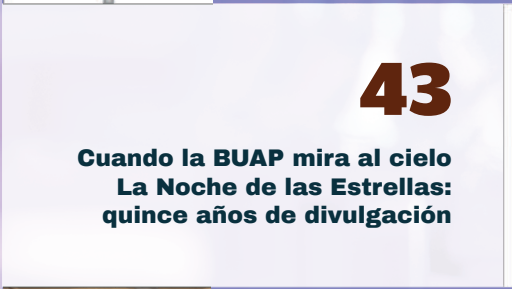 43
Cuando la BUAP mira al cielo
La Noche de las Estrellas:
quince años de divulgación